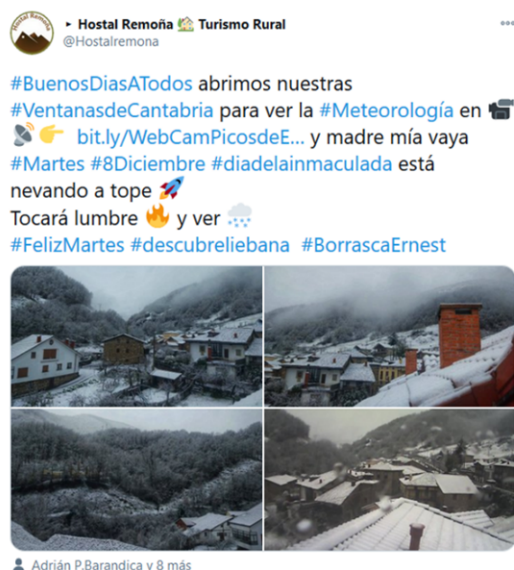 Hostal Remoña
‣ Hostal Remoña 🏡 Turismo Rural
@Hostalremona
#BuenosDiasATodos abrimos nuestras
#VentanasdeCantabria para ver la #Meteorología en 🎥
📡 👉 bit.ly/WebCamPicosdeE... y madre mía vaya
#Martes #8Diciembre #diadelainmaculada está
nevando a tope 🚀
Tocará lumbre 🔥 y ver 🌨️
#FelizMartes #descubreliebana #BorrascaErnest
Adrián P.Barandica y 8 más